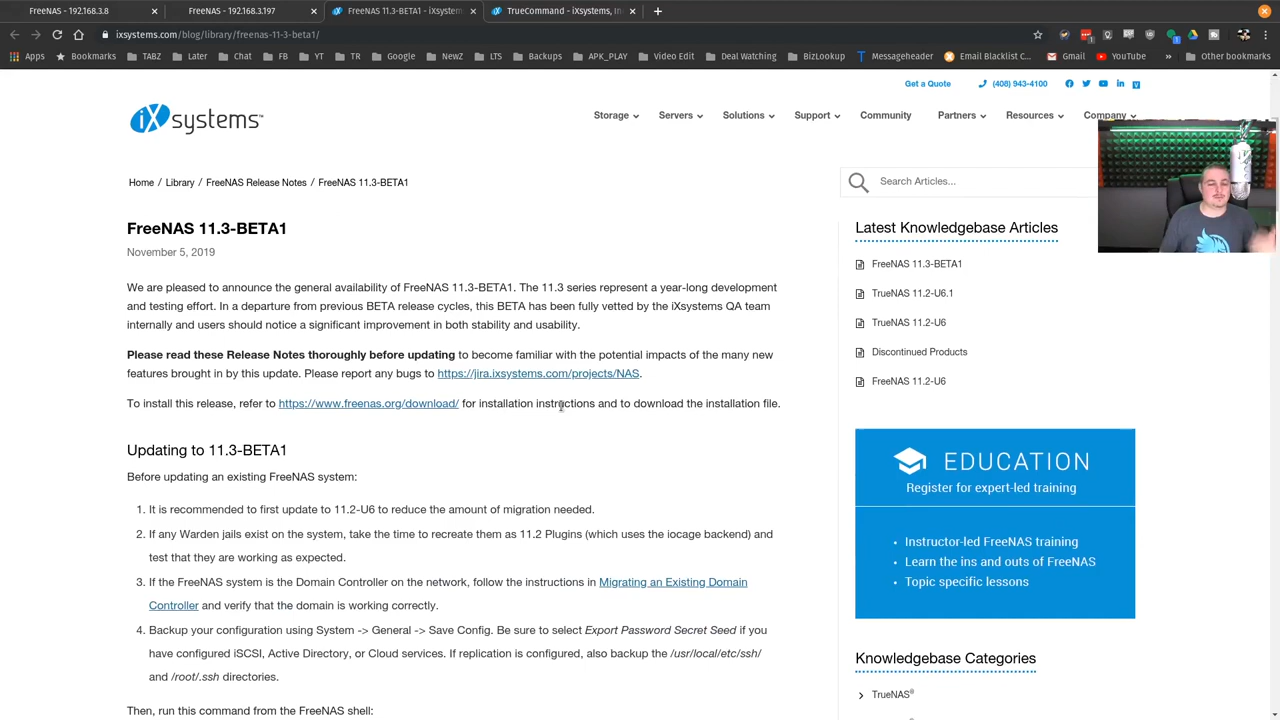 FreeNAS - 192.168.3.8
FreeNAS - 192.168.3.197
FreeNAS 11.3-BETA1 - iXsystem
TrueCommand - iXsystems, In
ixsystems.com/blog/library/freenas-11-3-beta1/
Apps
Bookmarks
TABZ
Later
Chat
FB
YT
TR
Google
NewZ
LTS
Backups
APK_PLAY
Video Edit
Deal Watching
BizLookup
Messageheader
Email Blacklist C...
Gmail
YouTube
»
Other bookmarks
Get a Quote
(408) 943-4100
iXsystems™
Storage
Servers
Solutions
Support
Community
Partners
Resources
Company
Home / Library / FreeNAS Release Notes / FreeNAS 11.3-BETA1
Search Articles...
FreeNAS 11.3-BETA1
November 5, 2019
We are pleased to announce the general availability of FreeNAS 11.3-BETA1. The 11.3 series represent a year-long development
and testing effort. In a departure from previous BETA release cycles, this BETA has been fully vetted by the iXsystems QA team
internally and users should notice a significant improvement in both stability and usability.
Please read these Release Notes thoroughly before updating to become familiar with the potential impacts of the many new
features brought in by this update. Please report any bugs to https://jira.ixsystems.com/projects/NAS.
To install this release, refer to https://www.freenas.org/download/ for installation instructions and to download the installation file.
Updating to 11.3-BETA1
Before updating an existing FreeNAS system:
1. It is recommended to first update to 11.2-U6 to reduce the amount of migration needed.
2. If any Warden jails exist on the system, take the time to recreate them as 11.2 Plugins (which uses the iocage backend) and
test that they are working as expected.
3. If the FreeNAS system is the Domain Controller on the network, follow the instructions in Migrating an Existing Domain
Controller and verify that the domain is working correctly.
4. Backup your configuration using System -> General -> Save Config. Be sure to select Export Password Secret Seed if you
have configured iSCSI, Active Directory, or Cloud services. If replication is configured, also backup the /usr/local/etc/ssh/
and /root/.ssh directories.
Then, run this command from the FreeNAS shell:
Latest Knowledgebase Articles
FreeNAS 11.3-BETA1
TrueNAS 11.2-U6.1
TrueNAS 11.2-U6
Discontinued Products
FreeNAS 11.2-U6
EDUCATION
Register for expert-led training
• Instructor-led FreeNAS training
• Learn the ins and outs of FreeNAS
• Topic specific lessons
Knowledgebase Categories
TrueNAS®